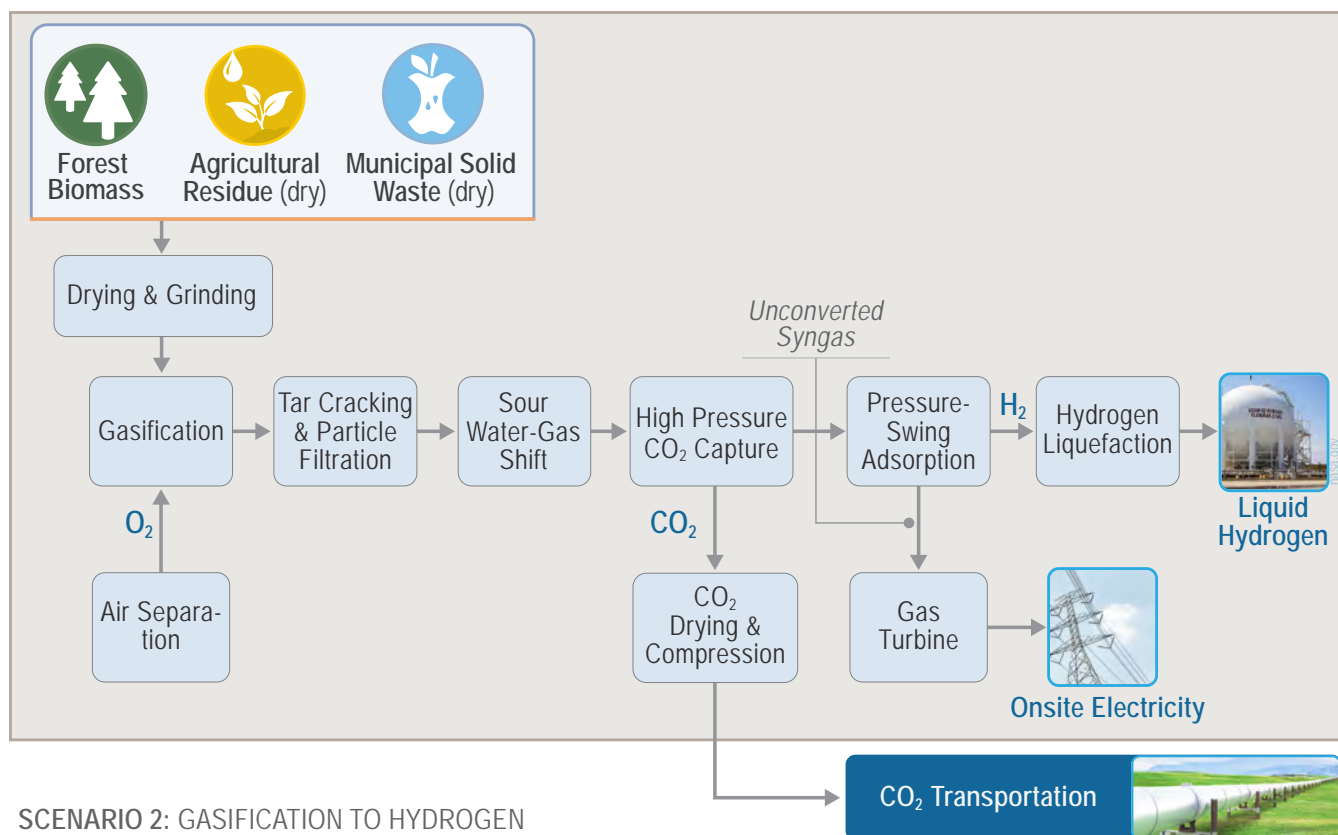 Forest
Biomass
Agricultural
Residue (dry)
Municipal Solid
Waste (dry)
Drying & Grinding
Unconverted
Syngas
Gasification
Tar Cracking
& Particle
Filtration
Sour
Water-Gas
Shift
High Pressure
CO₂ Capture
Pressure-
Swing
Adsorption
H₂
Hydrogen
Liquefaction
nasa.gov
Liquid
Hydrogen
O₂
CO₂
Air Separa-
tion
CO₂
Drying &
Compression
Gas
Turbine
Onsite Electricity
CO₂ Transportation
SCENARIO 2: GASIFICATION TO HYDROGEN